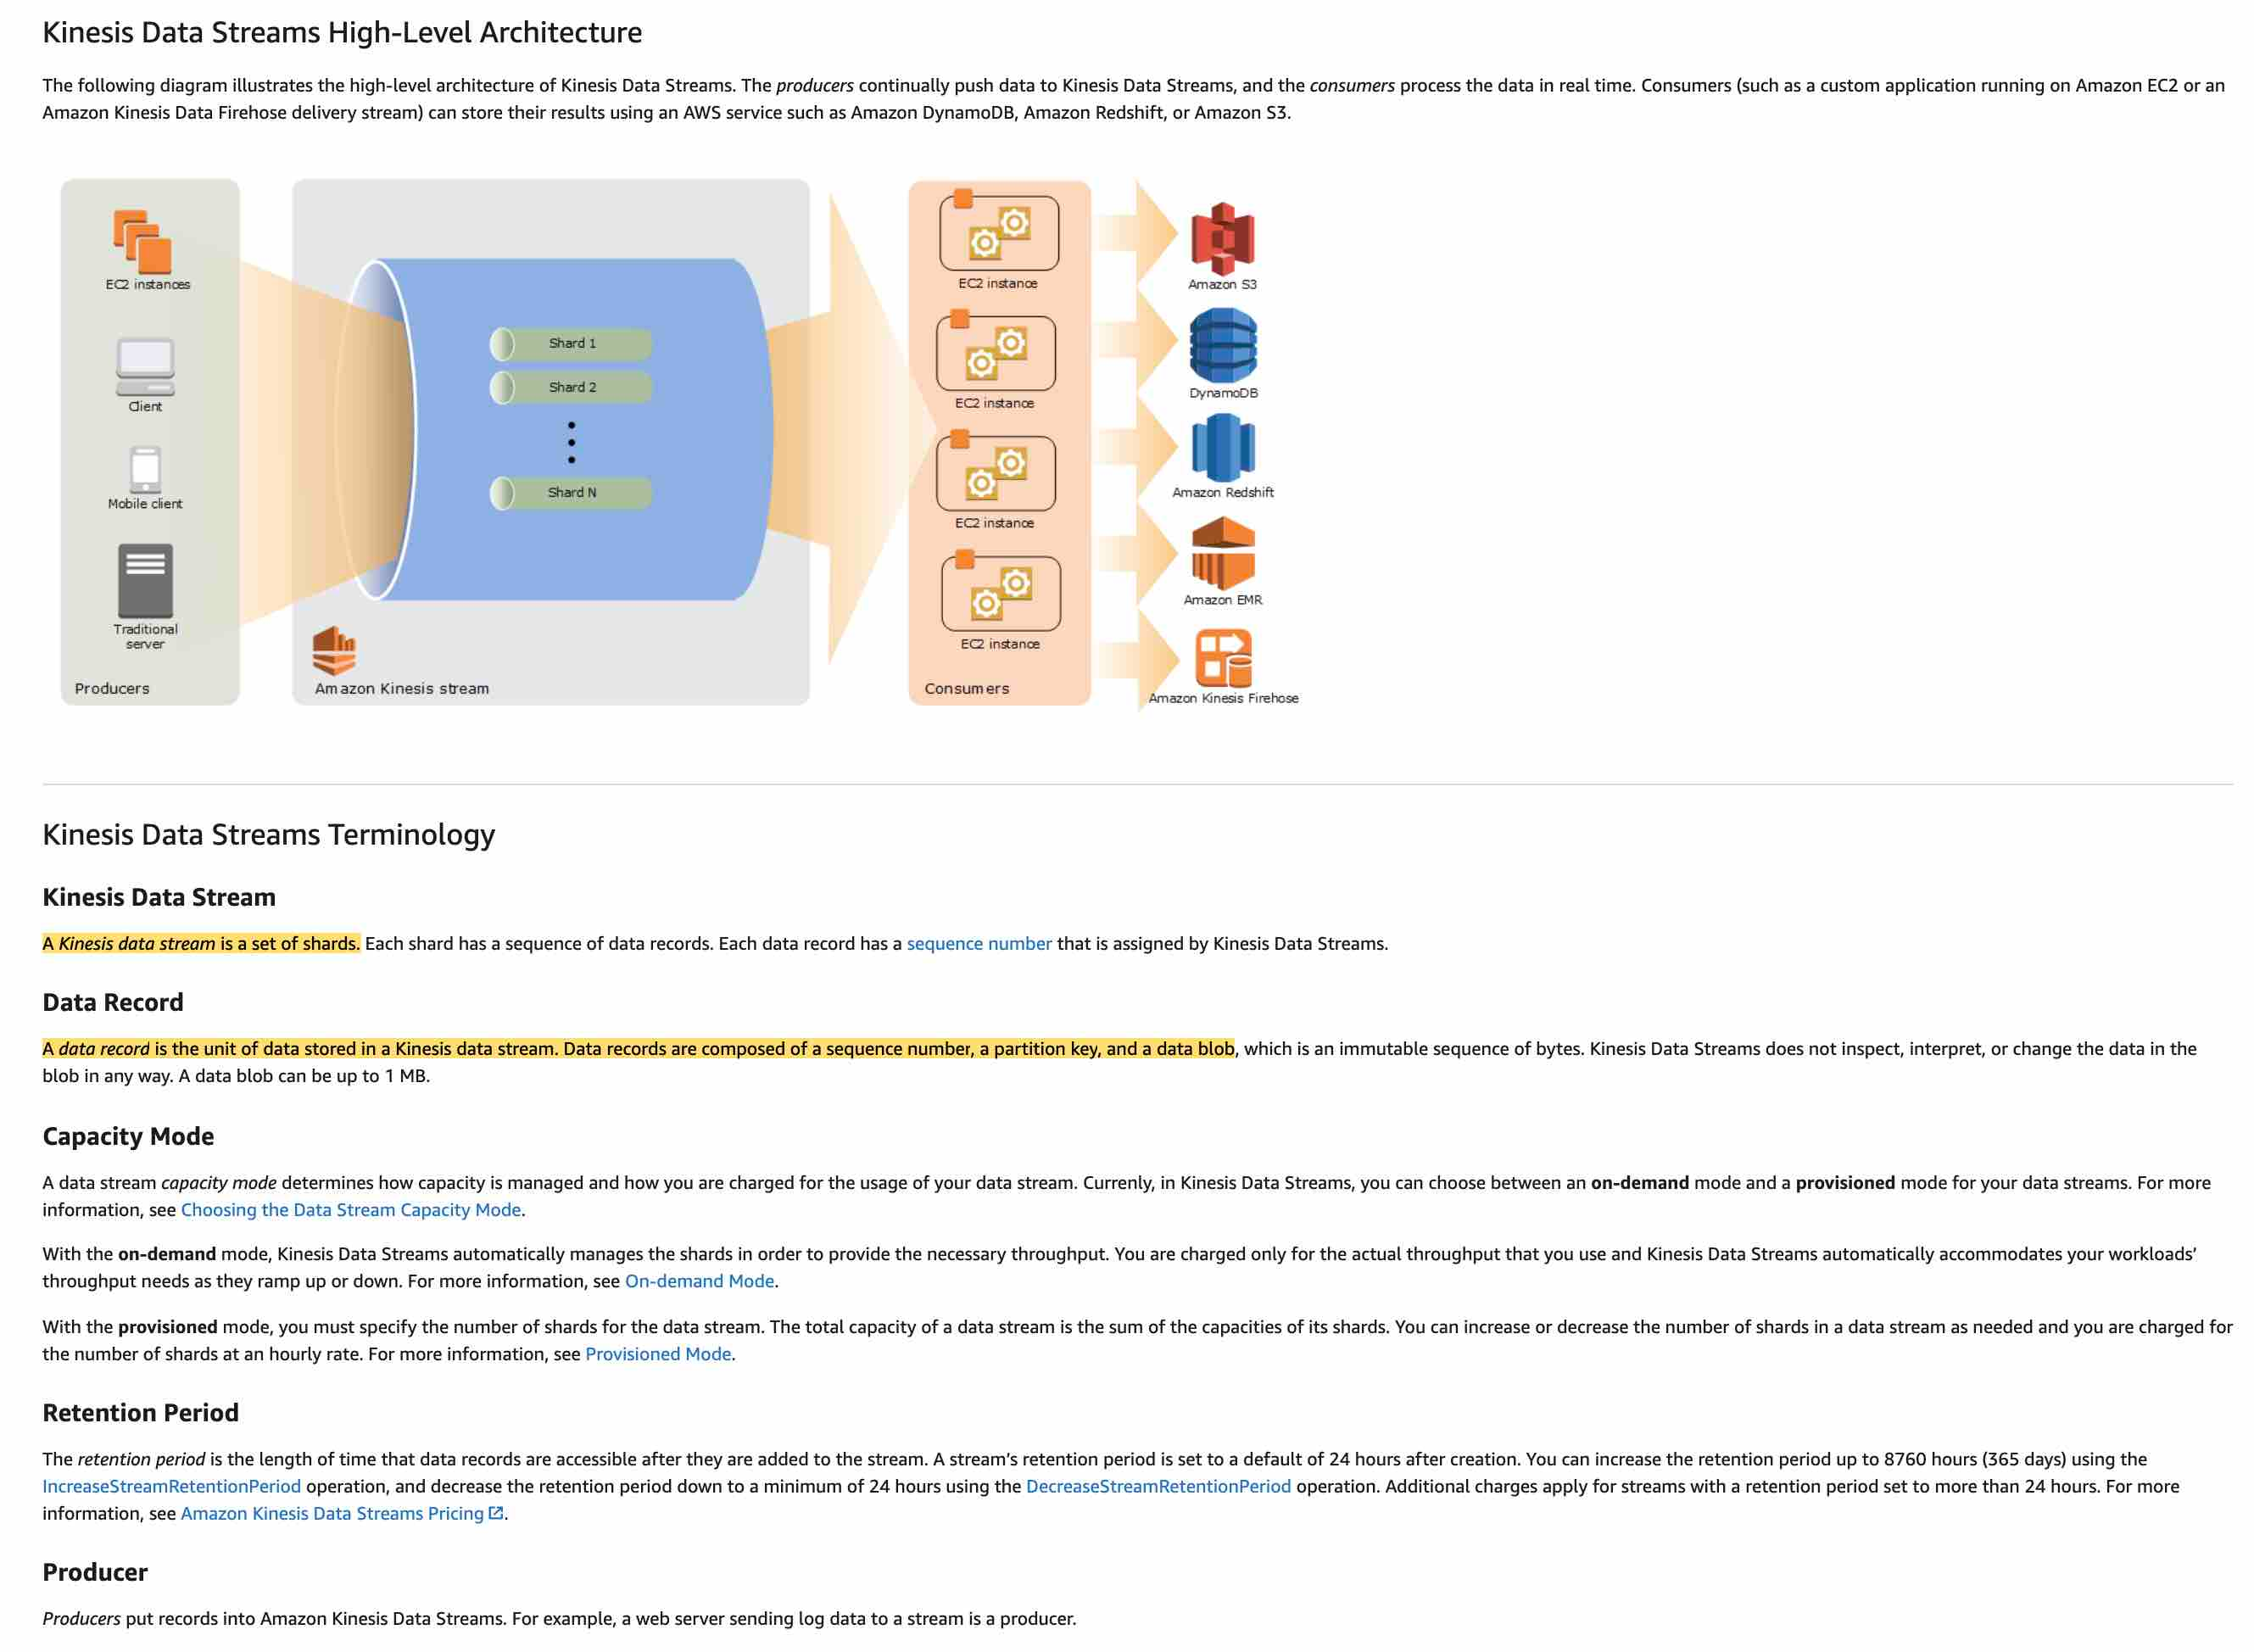 Kinesis Data Streams High-Level Architecture
The following diagram illustrates the high-level architecture of Kinesis Data Streams. The producers continually push data to Kinesis Data Streams, and the consumers process the data in real time. Consumers (such as a custom application running on Amazon EC2 or an
Amazon Kinesis Data Firehose delivery stream) can store their results using an AWS service such as Amazon DynamoDB, Amazon Redshift, or Amazon S3.
EC2 instances
Client
Mobile client
Traditional
server
Producers
Shard 1
Shard 2
Shard N
Amazon Kinesis stream
EC2 instance
EC2 instance
EC2 instance
EC2 instance
Consumers
Amazon S3
DynamoDB
Amazon Redshift
Amazon EMR
Amazon Kinesis Firehose
Kinesis Data Streams Terminology
Kinesis Data Stream
A Kinesis data stream is a set of shards. Each shard has a sequence of data records. Each data record has a sequence number that is assigned by Kinesis Data Streams.
Data Record
A data record is the unit of data stored in a Kinesis data stream. Data records are composed of a sequence number, a partition key, and a data blob, which is an immutable sequence of bytes. Kinesis Data Streams does not inspect, interpret, or change the data in the
blob in any way. A data blob can be up to 1 MB.
Capacity Mode
A data stream capacity mode determines how capacity is managed and how you are charged for the usage of your data stream. Currenly, in Kinesis Data Streams, you can choose between an on-demand mode and a provisioned mode for your data streams. For more
information, see Choosing the Data Stream Capacity Mode.
With the on-demand mode, Kinesis Data Streams automatically manages the shards in order to provide the necessary throughput. You are charged only for the actual throughput that you use and Kinesis Data Streams automatically accommodates your workloads’
throughput needs as they ramp up or down. For more information, see On-demand Mode.
With the provisioned mode, you must specify the number of shards for the data stream. The total capacity of a data stream is the sum of the capacities of its shards. You can increase or decrease the number of shards in a data stream as needed and you are charged for
the number of shards at an hourly rate. For more information, see Provisioned Mode.
Retention Period
The retention period is the length of time that data records are accessible after they are added to the stream. A stream’s retention period is set to a default of 24 hours after creation. You can increase the retention period up to 8760 hours (365 days) using the
IncreaseStreamRetentionPeriod operation, and decrease the retention period down to a minimum of 24 hours using the DecreaseStreamRetentionPeriod operation. Additional charges apply for streams with a retention period set to more than 24 hours. For more
information, see Amazon Kinesis Data Streams Pricing.
Producer
Producers put records into Amazon Kinesis Data Streams. For example, a web server sending log data to a stream is a producer.